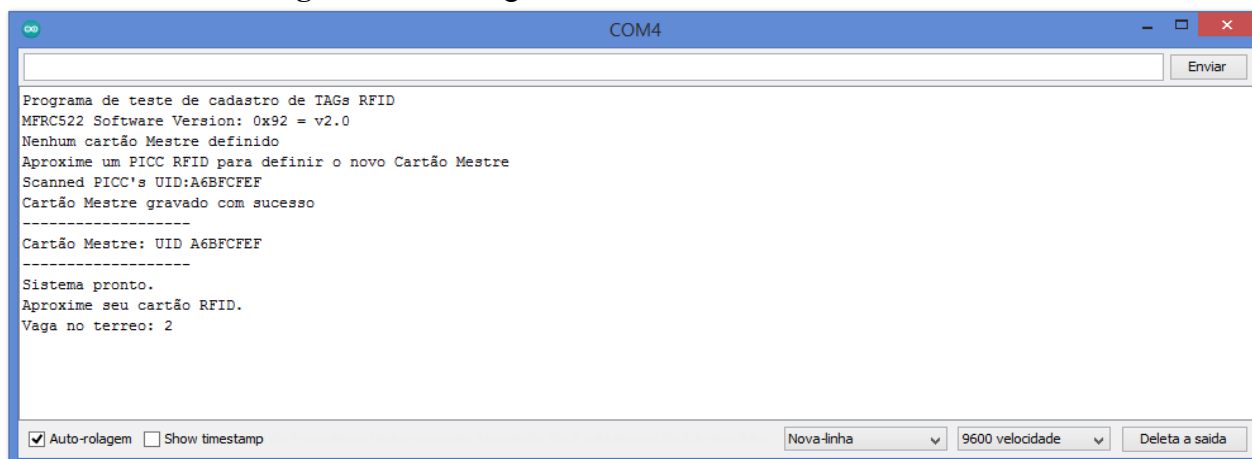 COM4
Enviar
Programa de teste de cadastro de TAGs RFID
MFRC522 Software Version: 0x92 = v2.0
Nenhum cartão Mestre definido
Aproxime um PICC RFID para definir o novo Cartão Mestre
Scanned PICC's UID:A6BFCFEF
Cartão Mestre gravado com sucesso
-------------------
Cartão Mestre: UID A6BFCFEF
-------------------
Sistema pronto.
Aproxime seu cartão RFID.
Vaga no terreo: 2
Auto-rolagem Show timestamp Nova-linha 9600 velocidade Deleta a saida